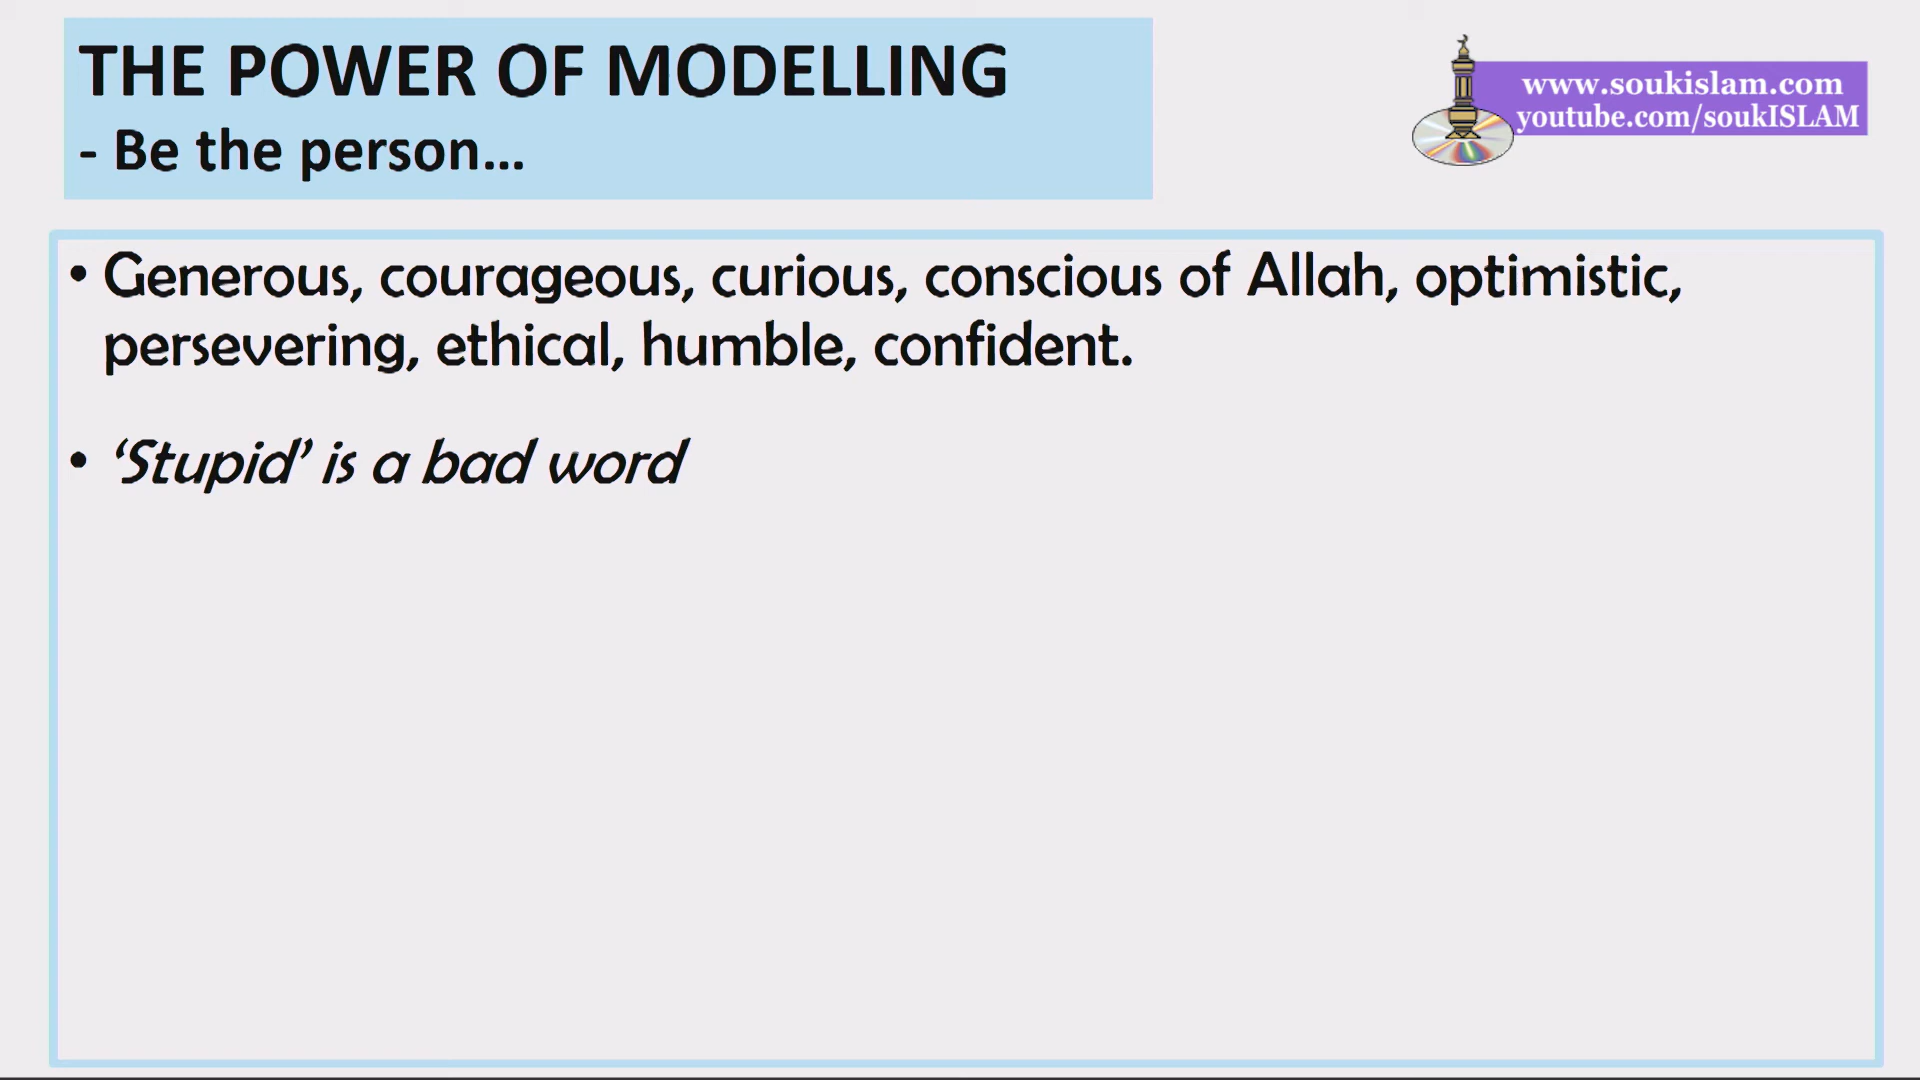 THE POWER OF MODELLING
- Be the person...
www.soukislam.com
youtube.com/soukISLAM
• Generous, courageous, curious, conscious of Allah, optimistic,
persevering, ethical, humble, confident.
• ‘Stupid’ is a bad word